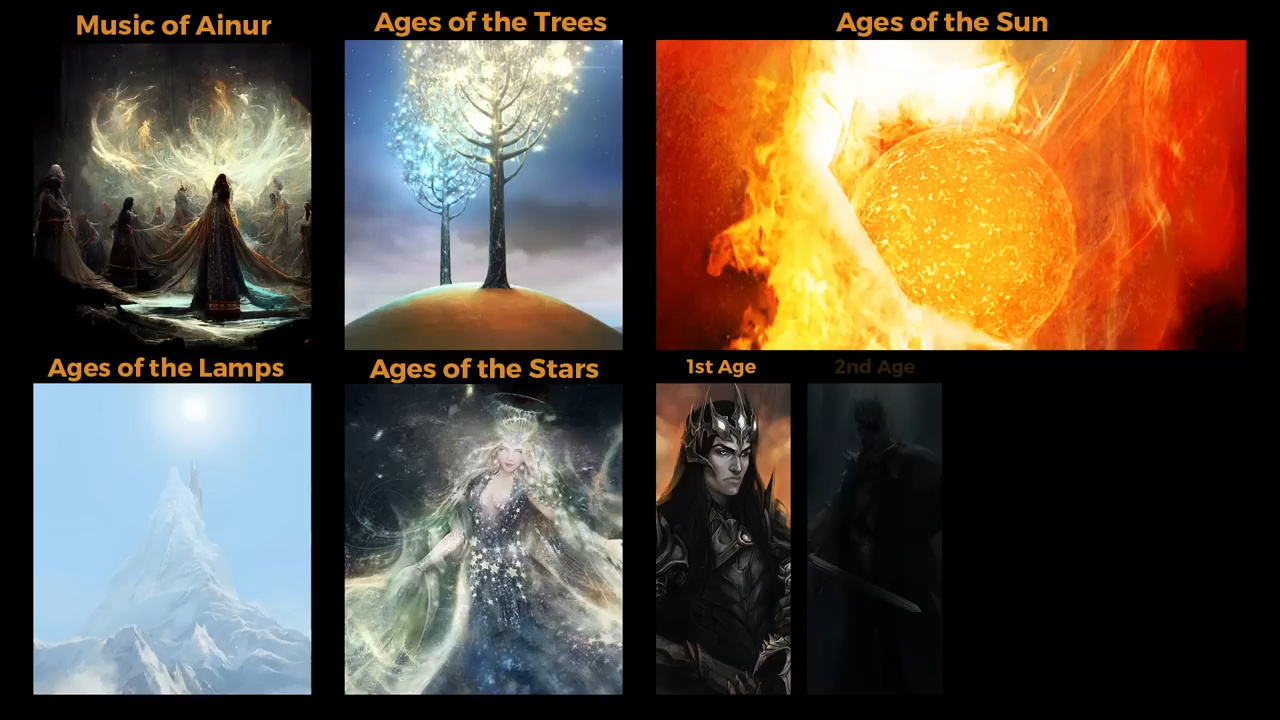 Music of Ainur
Ages of the Trees
Ages of the Sun
Ages of the Lamps
Ages of the Stars
1st Age
2nd Age